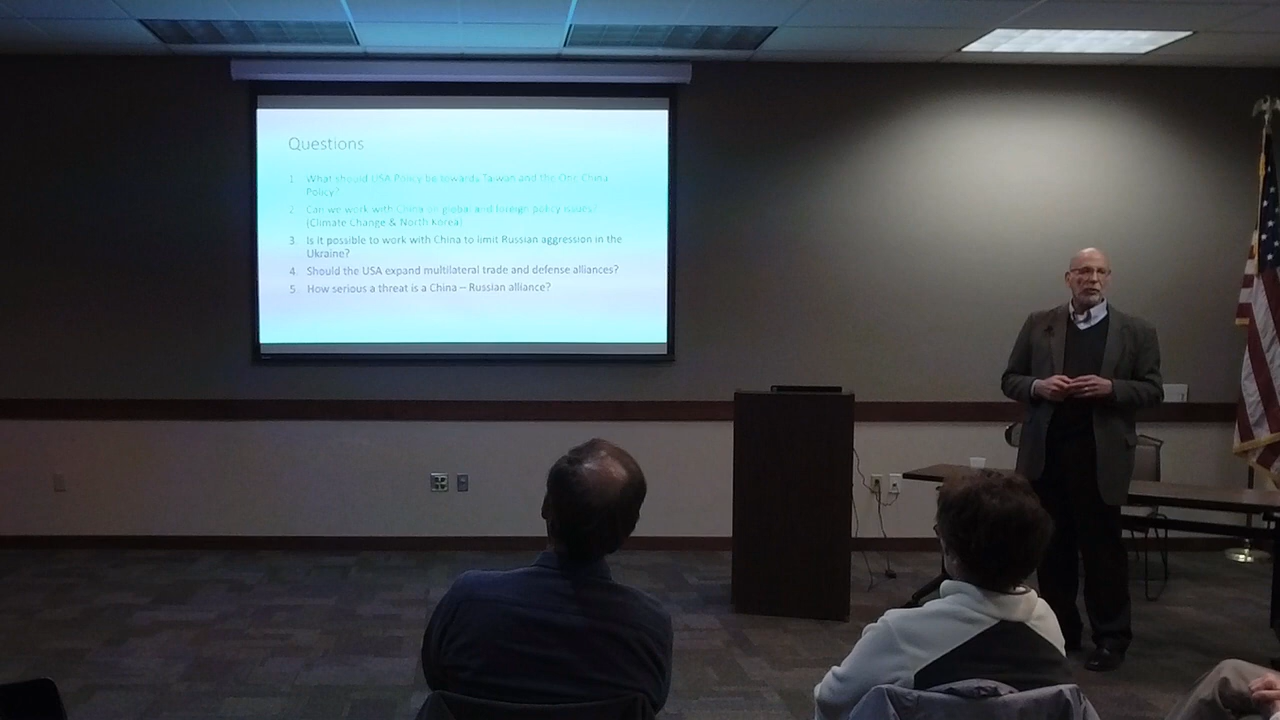 Questions
1. What should USA Policy be towards Taiwan and the One China
Policy?
2. Can we work with China on global and foreign policy issues?
(Climate Change & North Korea)
3. Is it possible to work with China to limit Russian aggression in the
Ukraine?
4. Should the USA expand multilateral trade and defense alliances?
5. How serious a threat is a China – Russian alliance?